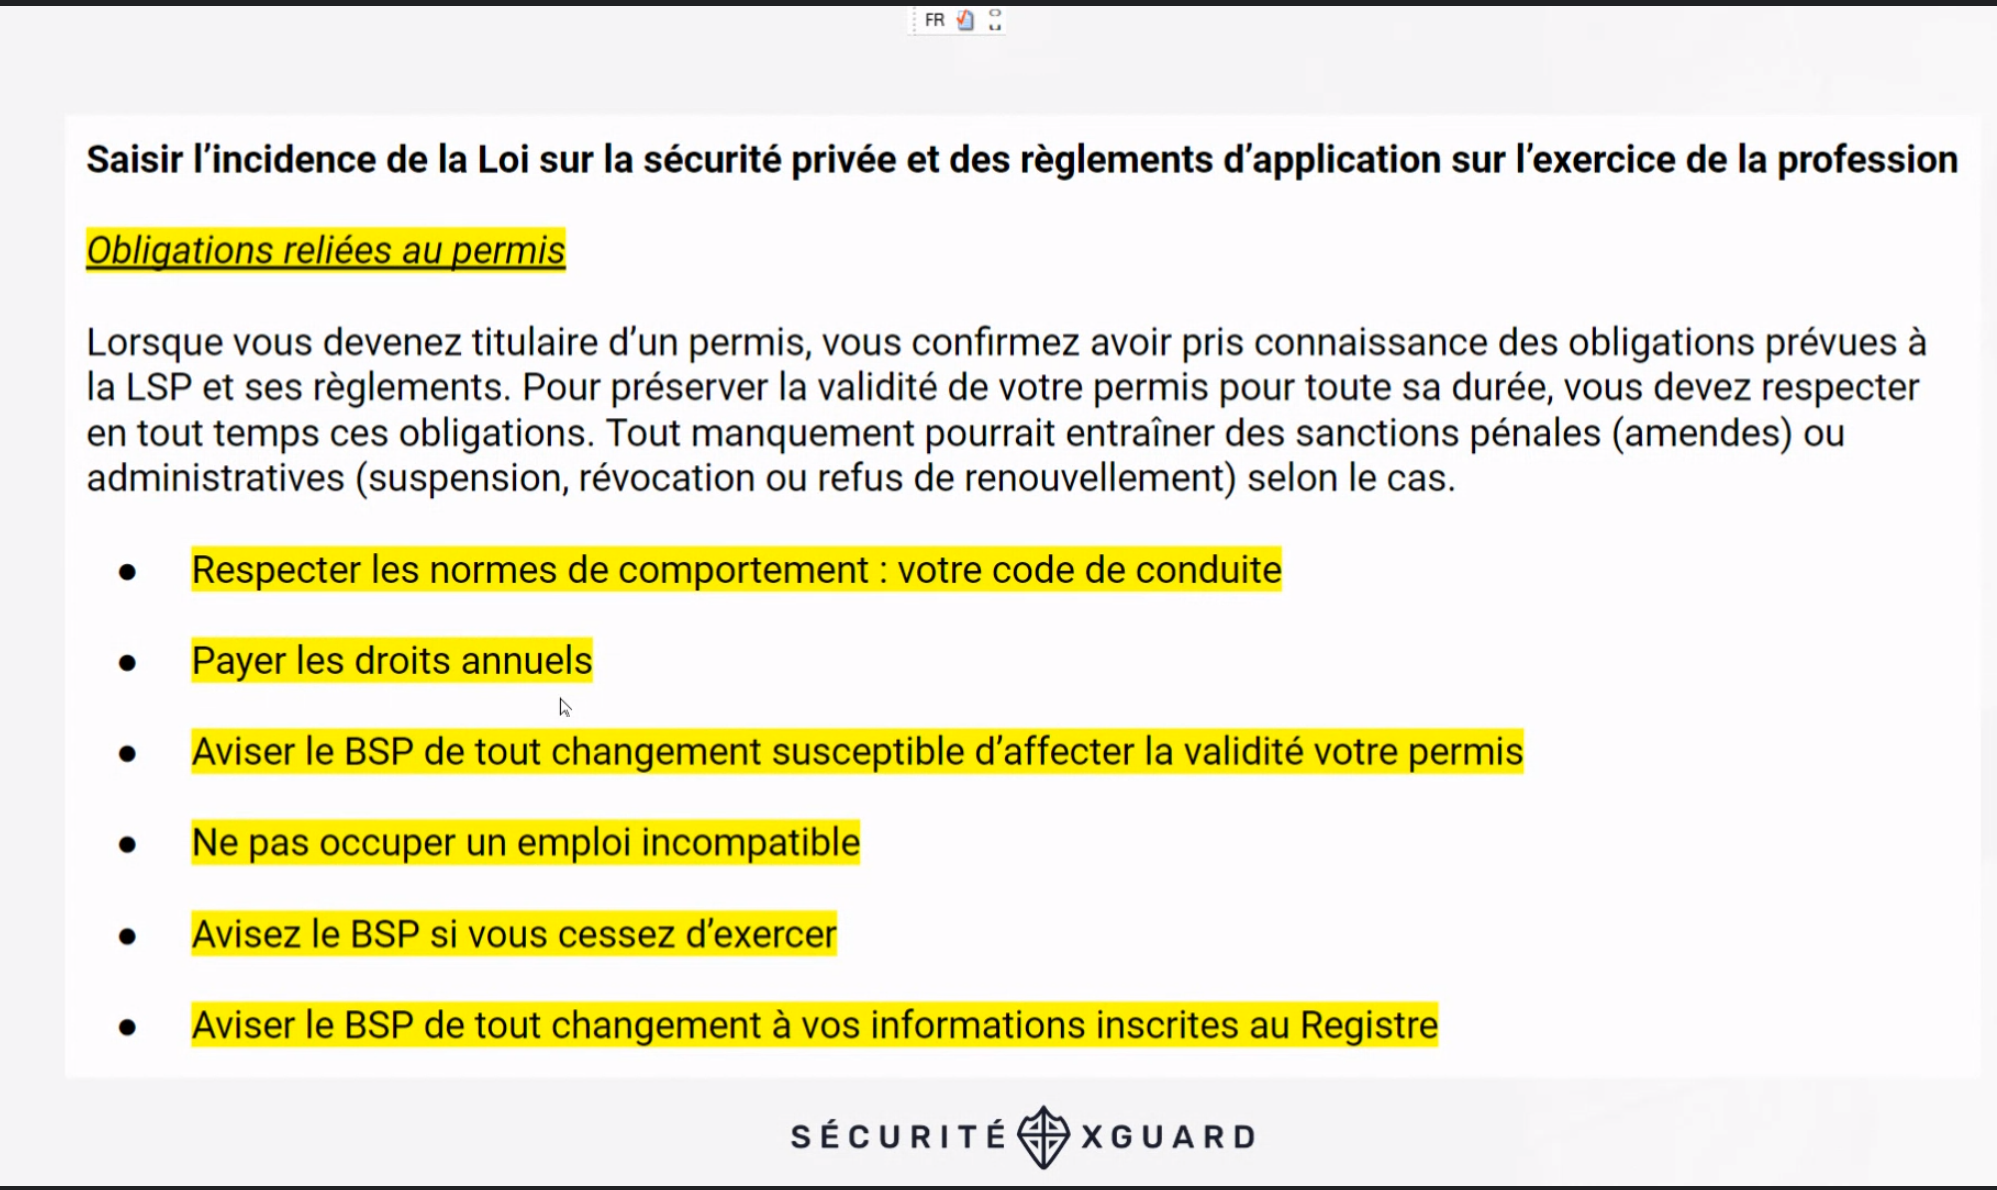 FR
Saisir l’incidence de la Loi sur la sécurité privée et des règlements d’application sur l’exercice de la profession
Obligations reliées au permis
Lorsque vous devenez titulaire d’un permis, vous confirmez avoir pris connaissance des obligations prévues à
la LSP et ses règlements. Pour préserver la validité de votre permis pour toute sa durée, vous devez respecter
en tout temps ces obligations. Tout manquement pourrait entraîner des sanctions pénales (amendes) ou
administratives (suspension, révocation ou refus de renouvellement) selon le cas.
● Respecter les normes de comportement : votre code de conduite
● Payer les droits annuels
● Aviser le BSP de tout changement susceptible d’affecter la validité votre permis
● Ne pas occuper un emploi incompatible
● Avisez le BSP si vous cessez d’exercer
● Aviser le BSP de tout changement à vos informations inscrites au Registre
SÉCURITÉ XGUARD